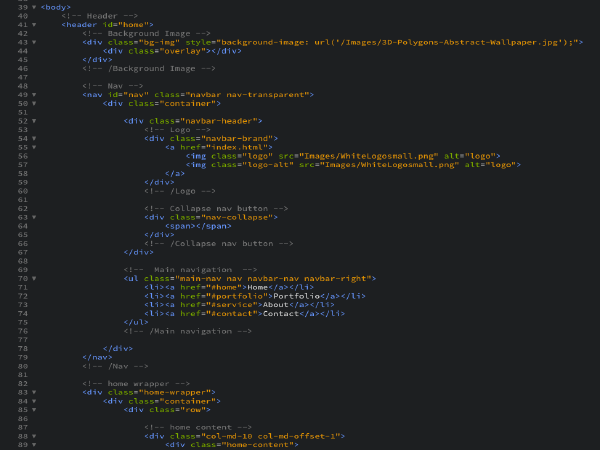 39 ▼ <body>
40 <!-- Header -->
41 ▼ <header id="home">
42 <!-- Background Image -->
43 ▼ <div class="bg-img" style="background-image: url('/Images/3D-Polygons-Abstract-Wallpaper.jpg');">
44 <div class="overlay"></div>
45 </div>
46 <!-- /Background Image -->
47
48 <!-- Nav -->
49 ▼ <nav id="nav" class="navbar nav-transparent">
50 ▼ <div class="container">
51
52 ▼ <div class="navbar-header">
53 <!-- Logo -->
54 ▼ <div class="navbar-brand">
55 ▼ <a href="index.html">
56 <img class="logo" src="Images/WhiteLogosmall.png" alt="logo">
57 <img class="logo-alt" src="Images/WhiteLogosmall.png" alt="logo">
58 </a>
59 </div>
60 <!-- /Logo -->
61
62 <!-- Collapse nav button -->
63 ▼ <div class="nav-collapse">
64 <span></span>
65 </div>
66 <!-- /Collapse nav button -->
67 </div>
68
69 <!-- Main navigation -->
70 ▼ <ul class="main-nav nav navbar-nav navbar-right">
71 <li><a href="#home">Home</a></li>
72 <li><a href="#portfolio">Portfolio</a></li>
73 <li><a href="#service">About</a></li>
74 <li><a href="#contact">Contact</a></li>
75 </ul>
76 <!-- /Main navigation -->
77
78 </div>
79 </nav>
80 <!-- /Nav -->
81
82 <!-- home wrapper -->
83 ▼ <div class="home-wrapper">
84 ▼ <div class="container">
85 ▼ <div class="row">
86
87 <!-- home content -->
88 ▼ <div class="col-md-10 col-md-offset-1">
89 ▼ <div class="home-content">